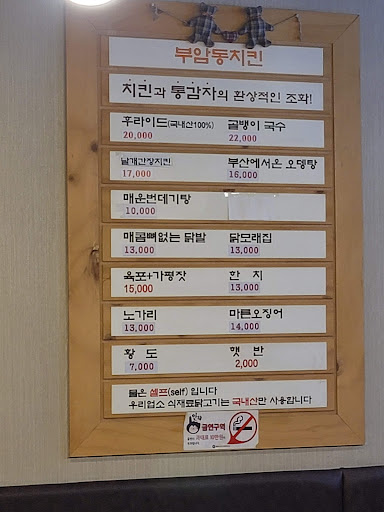 부암동치킨
치킨과 통감자의 환상적인 조화!
후라이드(국내산100%) 골뱅이 국수
20,000 22,000
날개간장치킨 부산에서온 오뎅탕
17,000 16,000
매운번데기탕
10,000
매콤뼈없는 닭발 닭모래집
13,000 13,000
육포+가평잣 한 치
15,000 13,000
노가리 마른오징어
13,000 14,000
황 도 햇 반
7,000 2,000
물은 셀프(self) 입니다
우리업소 식재료닭고기는 국내산만 사용합니다
금연구역